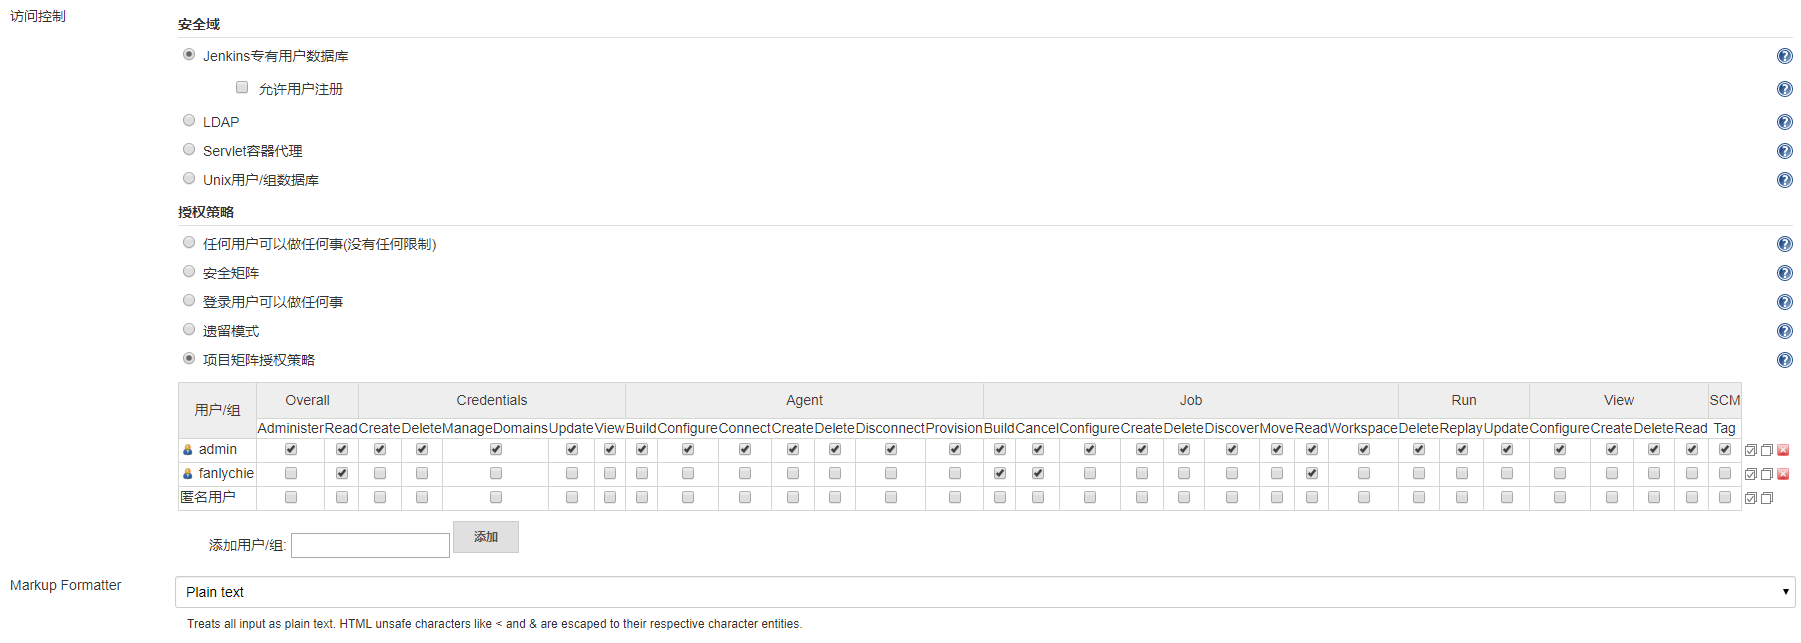 访问控制
安全域
Jenkins专有用户数据库
允许用户注册
LDAP
Servlet容器代理
Unix用户/组数据库
授权策略
任何用户可以做任何事(没有任何限制)
安全矩阵
登录用户可以做任何事
遗留模式
项目矩阵授权策略
用户/组 Overall Credentials Agent Job Run View SCM
Administer Read Create Delete ManageDomains Update View Build Configure Connect Create Delete Disconnect Provision Build Cancel Configure Create Delete Discover Move Read Workspace Delete Replay Update Configure Create Delete Read Tag
admin
fanlychie
匿名用户
添加用户/组: 添加
Markup Formatter Plain text
Treats all input as plain text. HTML unsafe characters like < and & are escaped to their respective character entities.